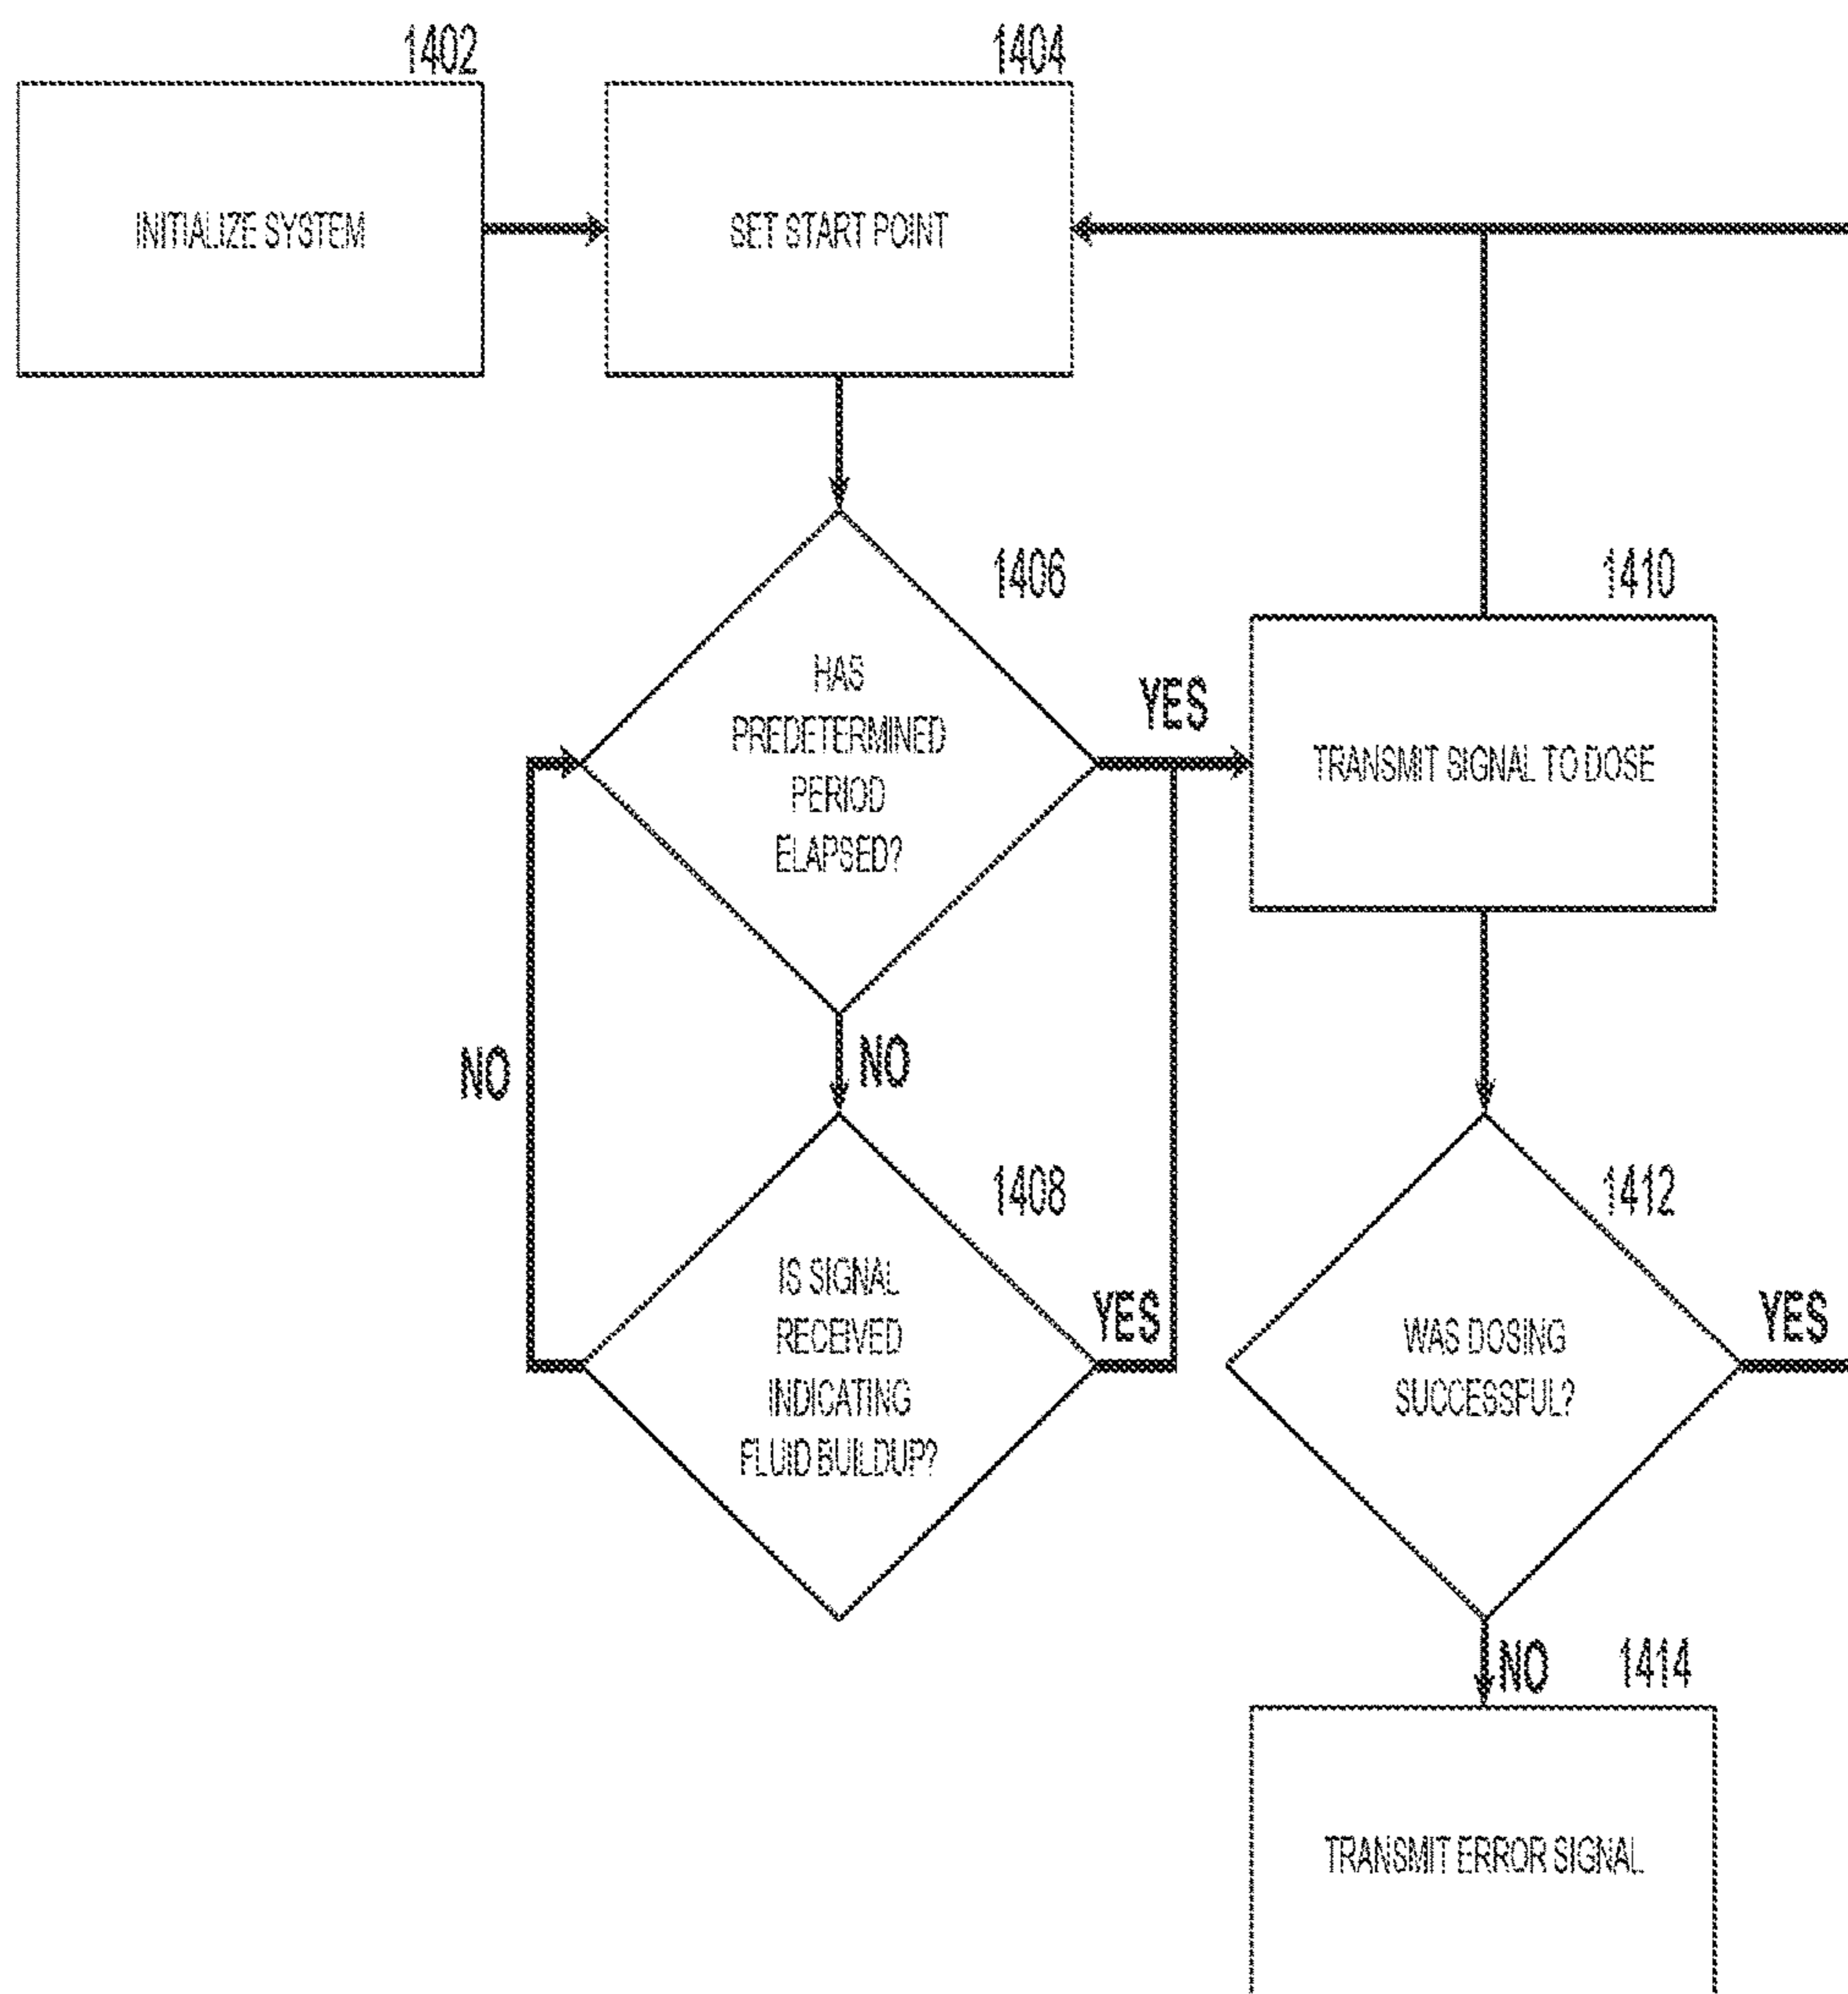 1402
INITIALIZE SYSTEM
1404
SET START POINT
1406
HAS
PREDETERMINED
PERIOD
ELAPSED?
YES
NO
1408
IS SIGNAL
RECEIVED
INDICATING
FLUID BUILDUP?
NO
YES
1410
TRANSMIT SIGNAL TO DOSE
1412
WAS DOSING
SUCCESSFUL?
YES
NO
1414
TRANSMIT ERROR SIGNAL